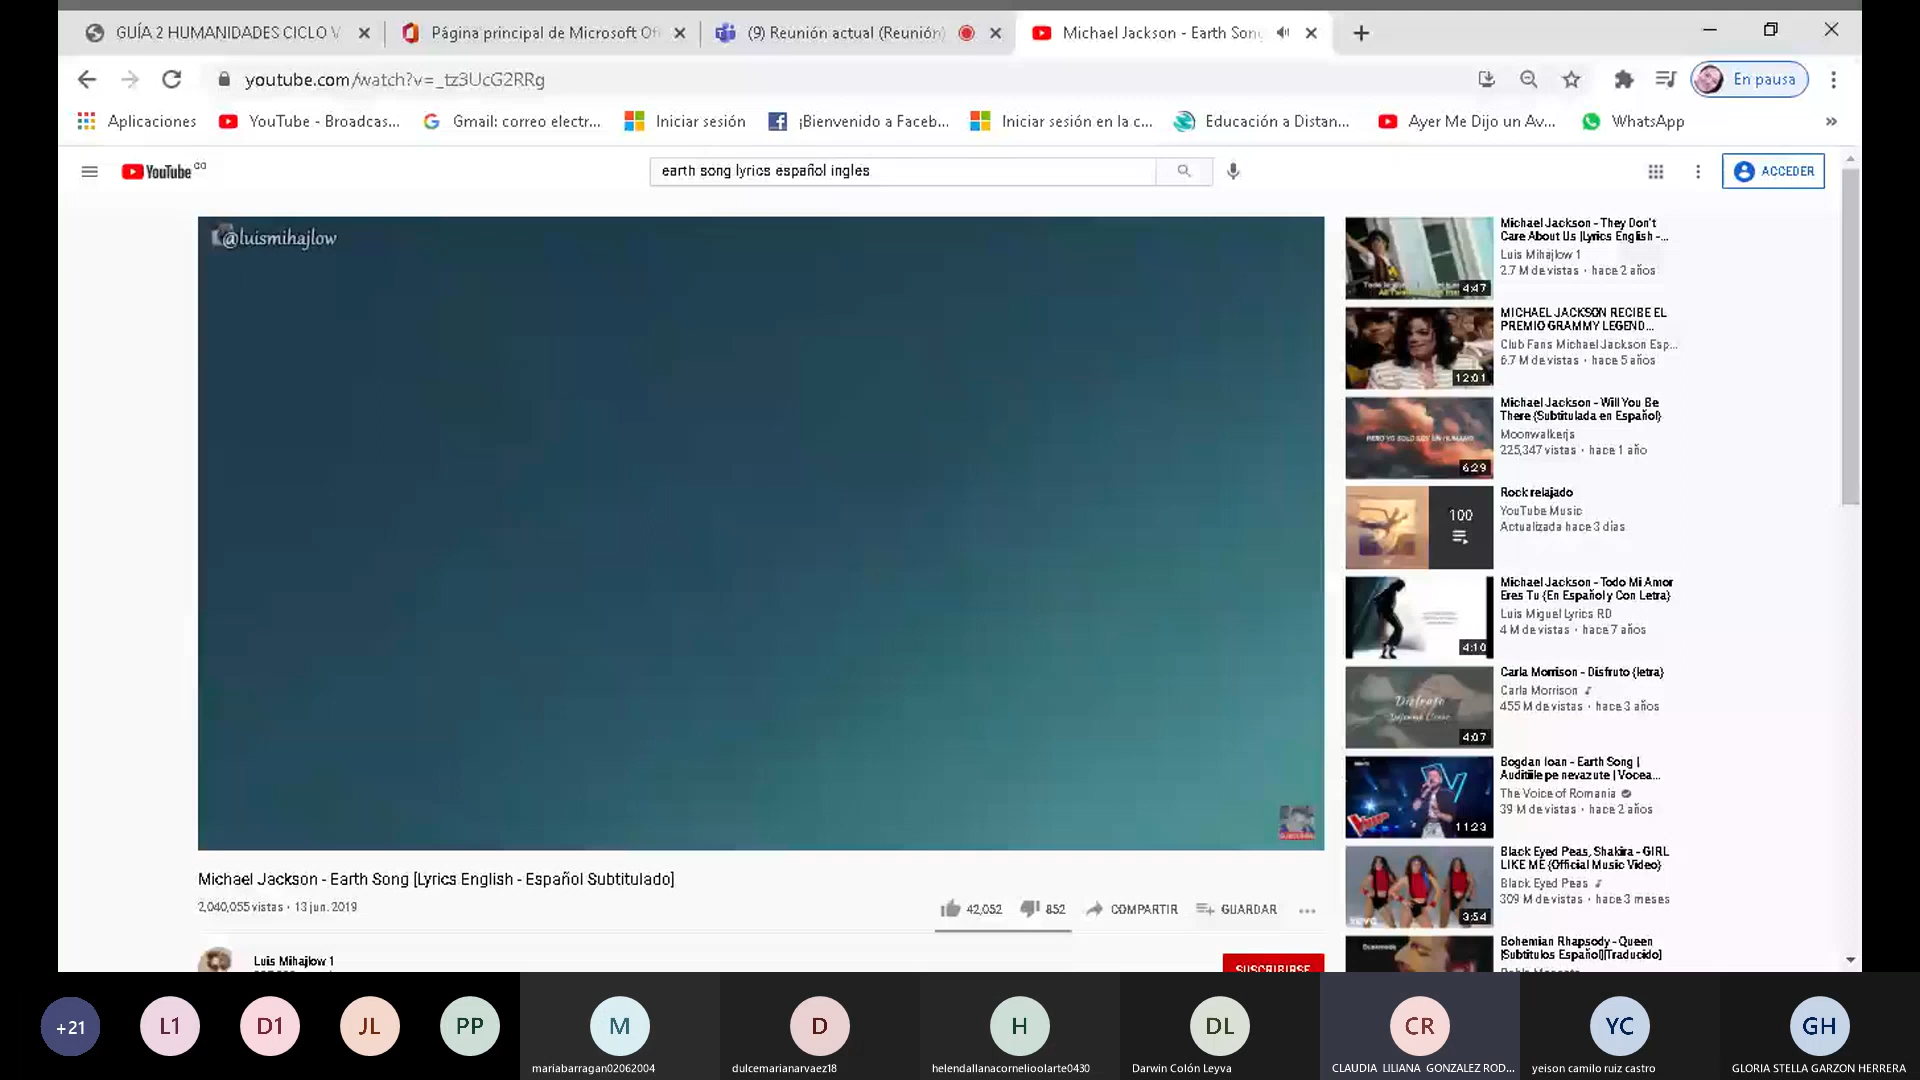 GUÍA 2 HUMANIDADES CICLO V
Página principal de Microsoft Of
(9) Reunión actual (Reunión)
Michael Jackson - Earth Song
youtube.com/watch?v=_tz3UcG2RRg
En pausa
Aplicaciones
YouTube - Broadcas...
Gmail: correo electr...
Iniciar sesión
¡Bienvenido a Faceb...
Iniciar sesión en la c...
Educación a Distan...
Ayer Me Dijo un Av...
WhatsApp
»
YouTube CO
earth song lyrics español ingles
ACCEDER
@luismihajlow
Michael Jackson - Earth Song [Lyrics English - Español Subtitulado]
2,040,055 vistas • 13 jun. 2019
42,052
852
COMPARTIR
GUARDAR
Luis Mihajlow 1
SUSCRIBIRSE
4:47
Michael Jackson - They Don't
Care About Us [Lyrics English -...
Luis Mihajlow 1
2.7 M de vistas • hace 2 años
12:01
MICHAEL JACKSON RECIBE EL
PREMIO GRAMMY LEGEND...
Club Fans Michael Jackson Esp...
6.7 M de vistas • hace 5 años
PERO YO SOLO SOY UN HUMANO
6:29
Michael Jackson - Will You Be
There (Subtitulada en Español)
Moonwalkerjs
225,347 vistas • hace 1 año
100
Rock relajado
YouTube Music
Actualizada hace 3 días
4:10
Michael Jackson - Todo Mi Amor
Eres Tu (En Español y Con Letra)
Luis Miguel Lyrics RD
4 M de vistas • hace 7 años
Disfruto
4:07
Carla Morrison - Disfruto (letra)
Carla Morrison
455 M de vistas • hace 3 años
11:23
Bogdan Ioan - Earth Song |
Auditiile pe nevazute | Vocea...
The Voice of Romania
39 M de vistas • hace 2 años
vevo
3:54
Black Eyed Peas, Shakira - GIRL
LIKE ME (Official Music Video)
Black Eyed Peas
309 M de vistas • hace 3 meses
Bohemian Rhapsody - Queen
[Subtitulos Español][Traducido]
+21
L1
D1
JL
PP
M
mariabarragan02062004
D
dulcemarianarvaez18
H
helendallanacornelioolarte0430
DL
Darwin Colón Leyva
CR
CLAUDIA LILIANA GONZALEZ ROD...
YC
yeison camilo ruiz castro
GH
GLORIA STELLA GARZON HERRERA